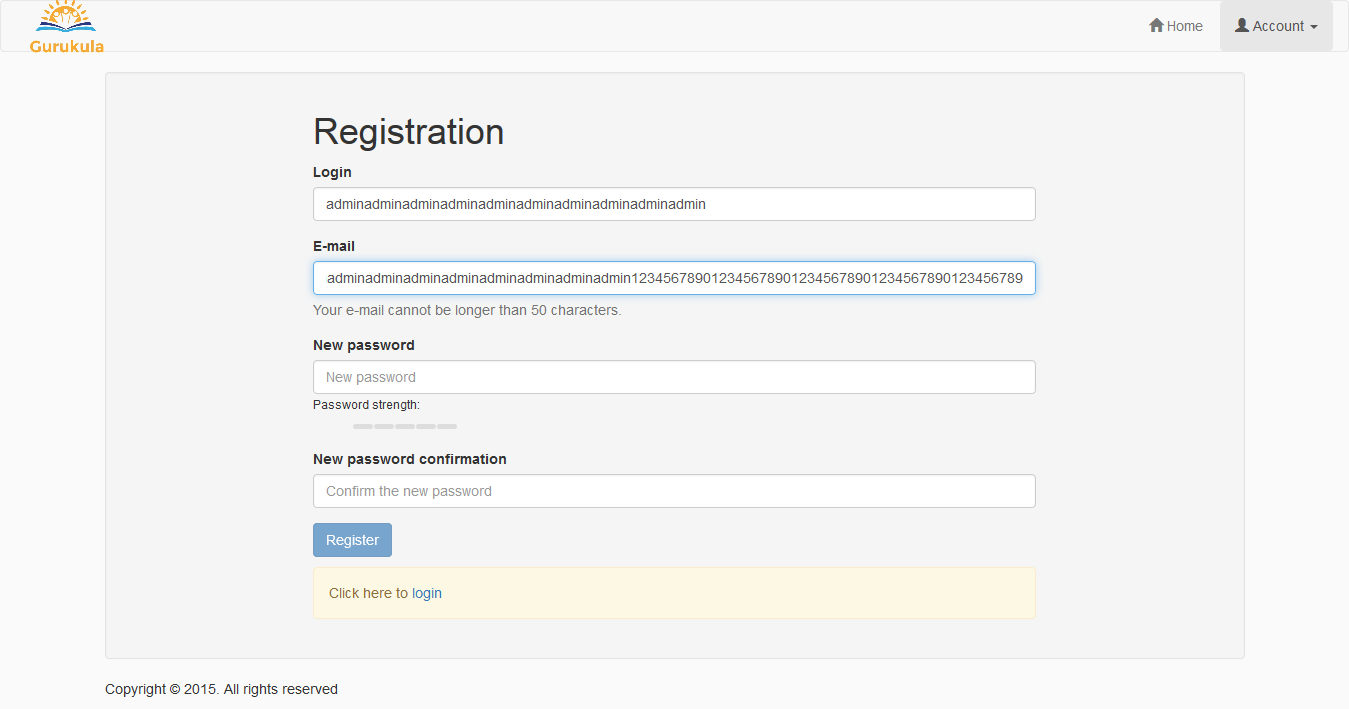 Gurukula
Home
Account
Registration
Login
adminadminadminadminadminadminadminadminadminadmin
E-mail
adminadminadminadminadminadminadminadmin1234567890123456789012345678901234567890123456789
Your e-mail cannot be longer than 50 characters.
New password
New password
Password strength:
New password confirmation
Confirm the new password
Register
Click here to login
Copyright © 2015. All rights reserved